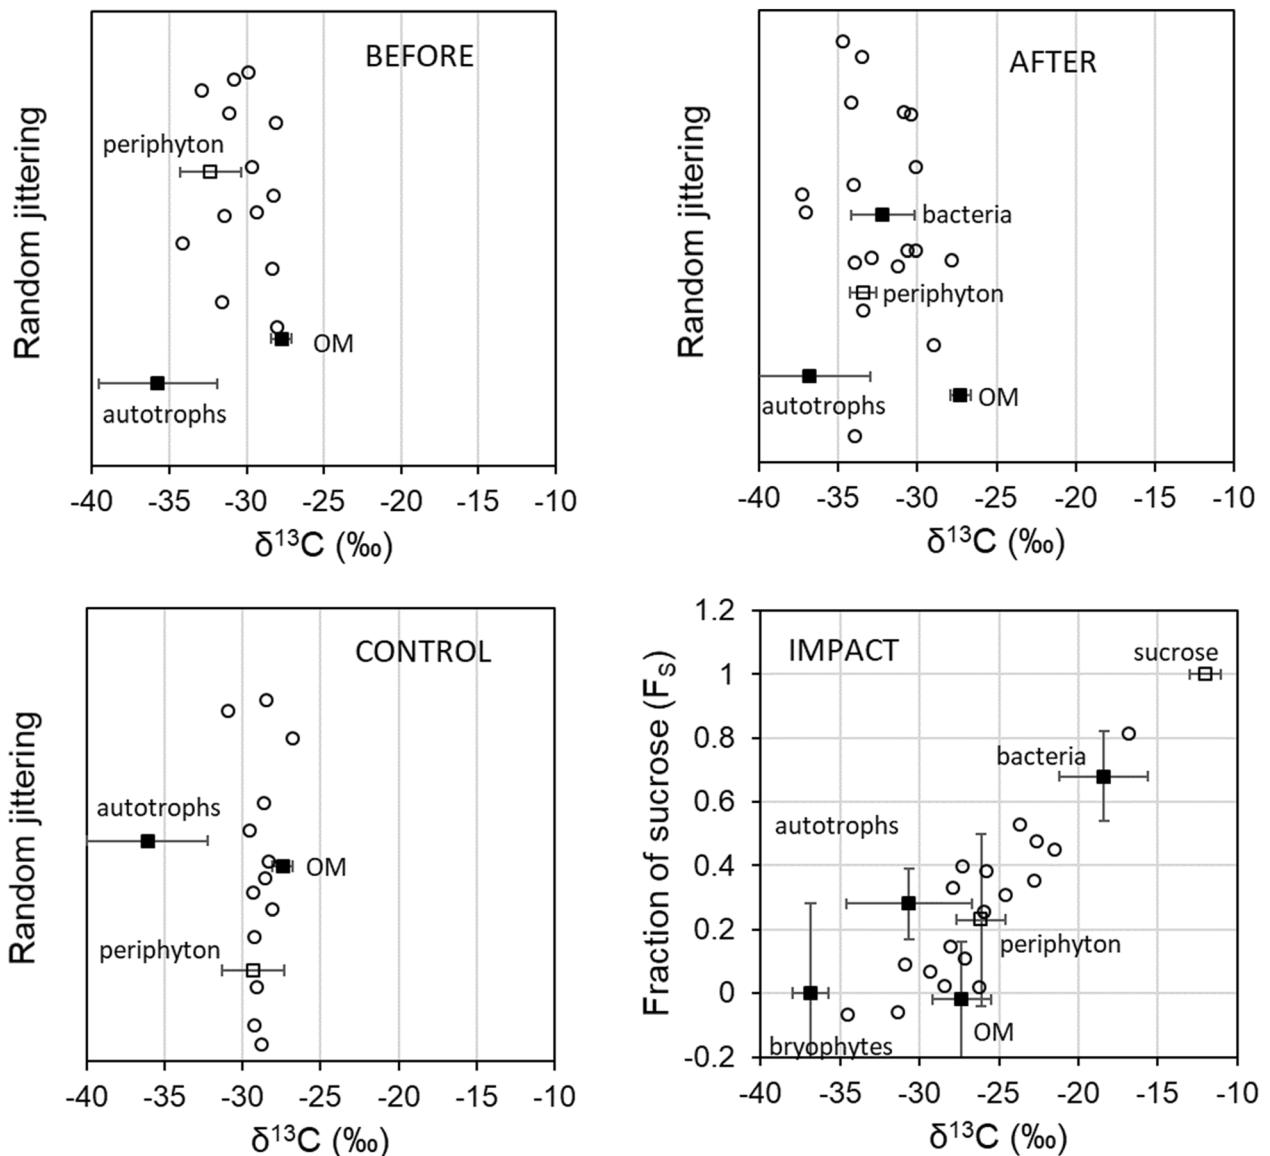 BEFORE
Random jittering
periphyton
OM
autotrophs
-40 -35 -30 -25 -20 -15 -10
δ¹³C (‰)
AFTER
Random jittering
bacteria
periphyton
autotrophs
OM
-40 -35 -30 -25 -20 -15 -10
δ¹³C (‰)
CONTROL
Random jittering
autotrophs
OM
periphyton
-40 -35 -30 -25 -20 -15 -10
δ¹³C (‰)
IMPACT
Fraction of sucrose (F_S)
1.2
1
0.8
0.6
0.4
0.2
0
-0.2
sucrose
bacteria
autotrophs
periphyton
OM
bryophytes
-40 -35 -30 -25 -20 -15 -10
δ¹³C (‰)